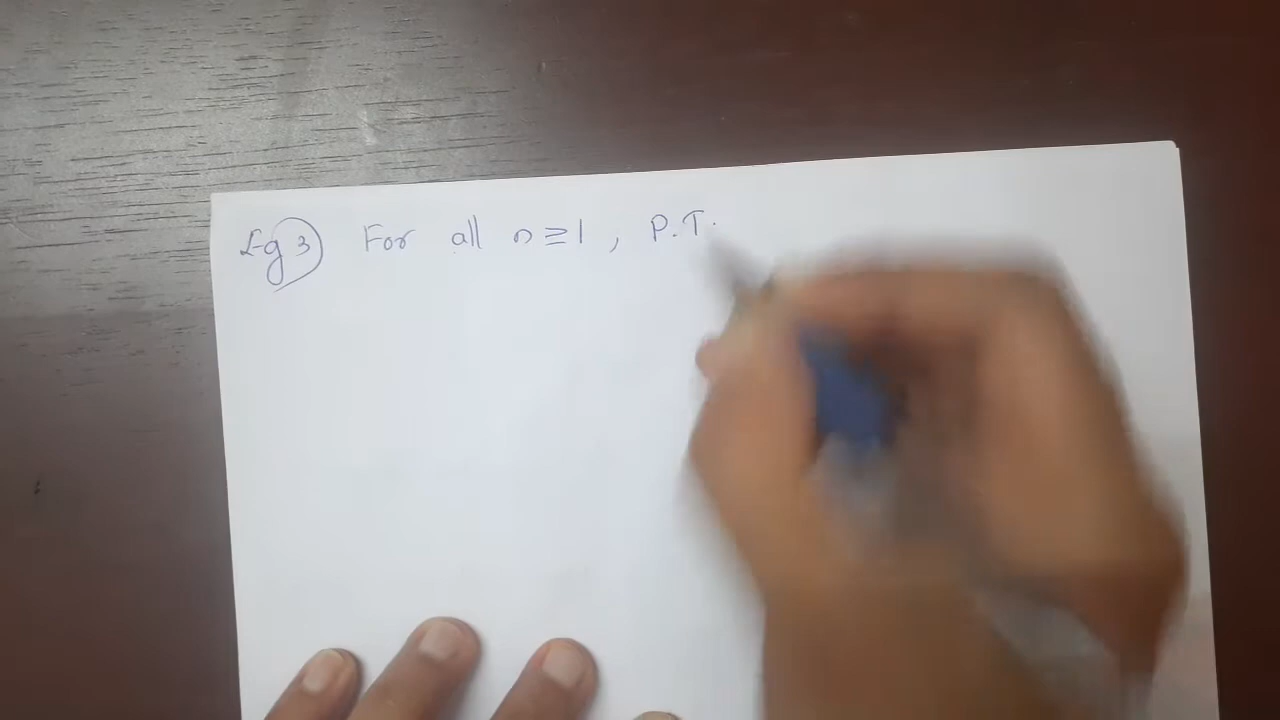 Eg 3) For all n ≥ 1, P.T.